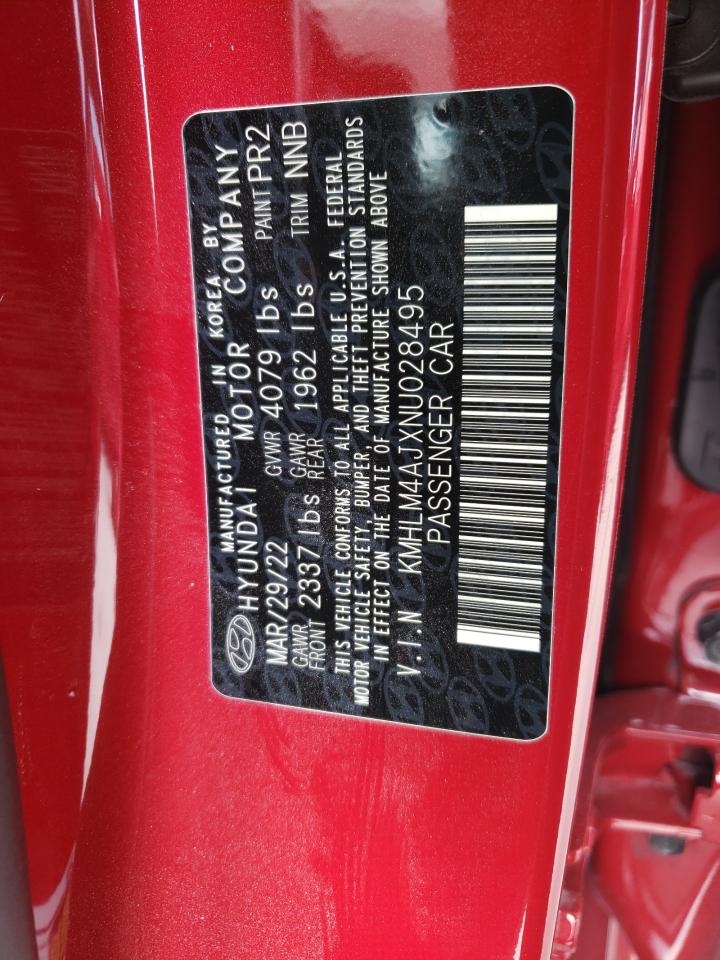 MANUFACTURED IN KOREA BY
HYUNDAI MOTOR COMPANY
MAR/29/22 GVWR 4079 lbs PAINT PR2
GAWR FRONT 2337 lbs GAWR REAR 1962 lbs TRIM NNB
THIS VEHICLE CONFORMS TO ALL APPLICABLE U.S.A. FEDERAL
MOTOR VEHICLE SAFETY, BUMPER, AND THEFT PREVENTION STANDARDS
IN EFFECT ON THE DATE OF MANUFACTURE SHOWN ABOVE
V.I.N KMHLM4AJXNU028495
PASSENGER CAR